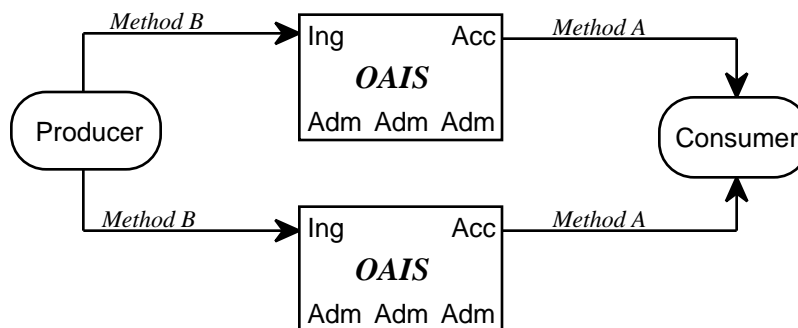 Method B
Method A
Ing Acc
OAIS
Adm Adm Adm
Producer
Consumer
Method B
Method A
Ing Acc
OAIS
Adm Adm Adm